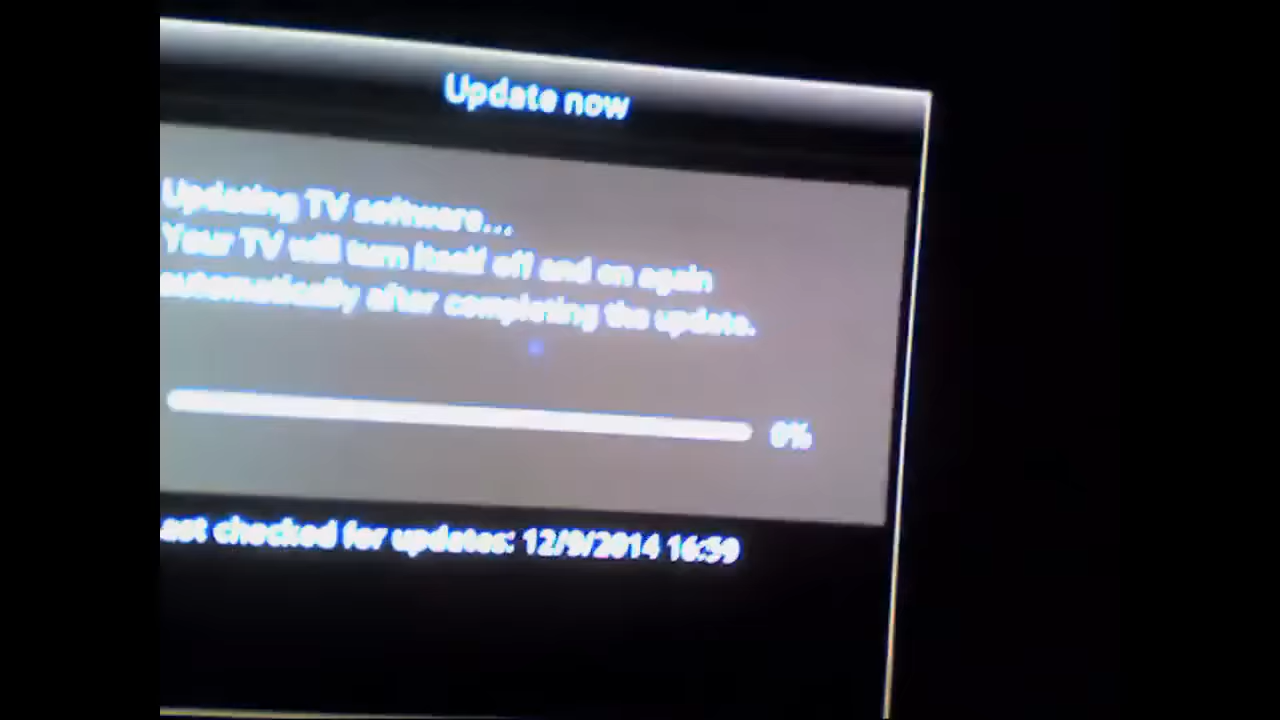 Update now
Updating TV software...
Your TV will turn itself off and on again
automatically after completing the update.
0%
Last checked for updates: 12/9/2014 16:59